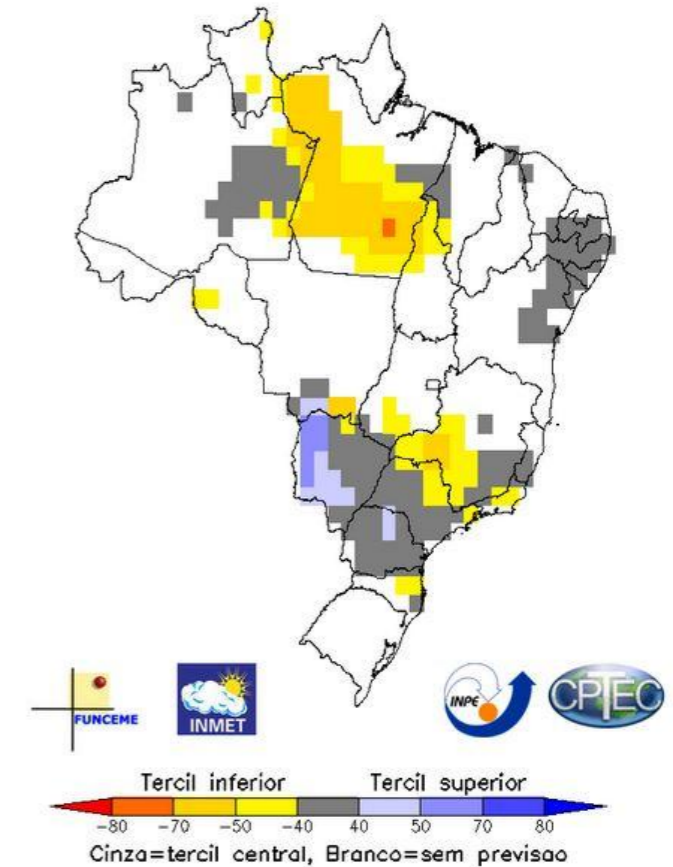 FUNCEME
INMET
INPE
CPTEC
Tercil inferior Tercil superior
-80 -70 -50 -40 40 50 70 80
Cinza=tercil central, Branco=sem previsao